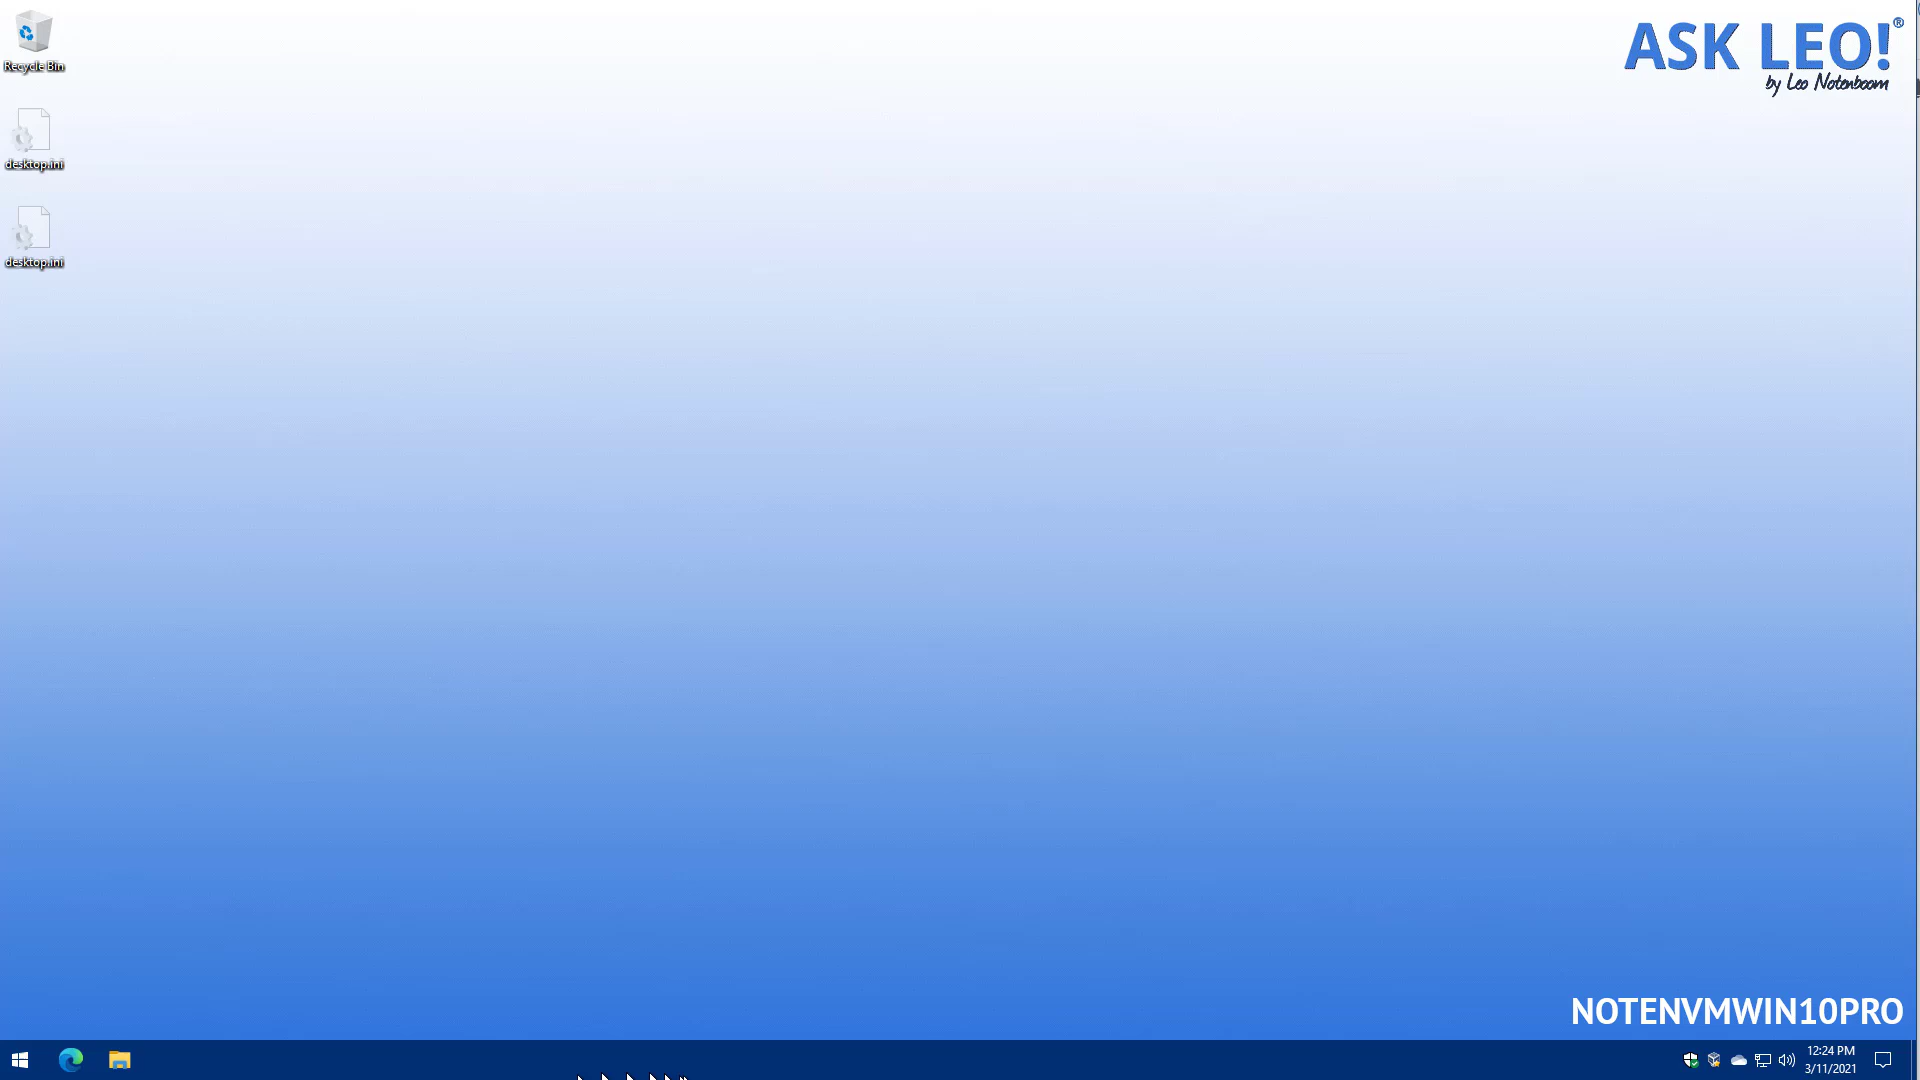 Recycle Bin
ASK LEO!®
by Leo Notenboom
desktop.ini
desktop.ini
NOTENVMWIN10PRO
12:24 PM
3/11/2021